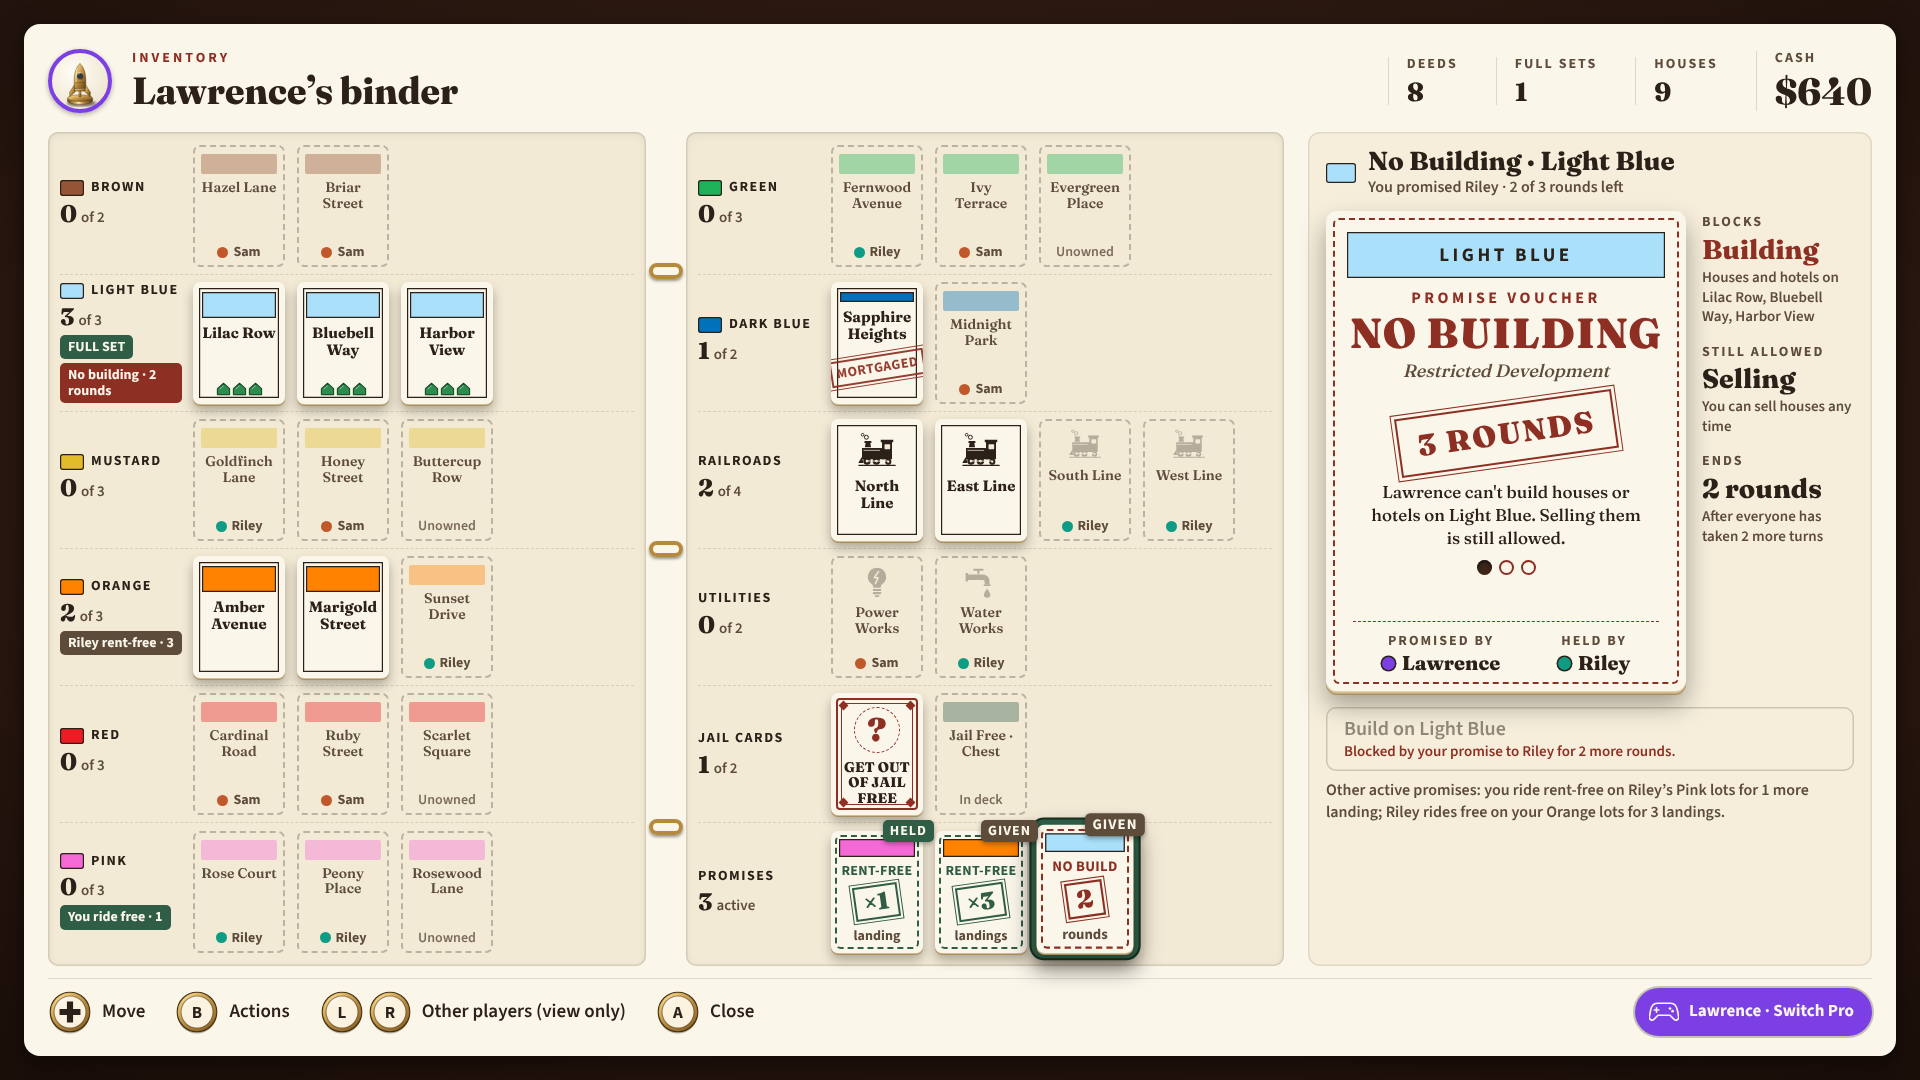 INVENTORY
Lawrence's binder
DEEDS
8
FULL SETS
1
HOUSES
9
CASH
$640
BROWN
0 of 2
Hazel Lane
Sam
Briar
Street
Sam
LIGHT BLUE
3 of 3
FULL SET
No building · 2
rounds
Lilac Row
Bluebell
Way
Harbor
View
MUSTARD
0 of 3
Goldfinch
Lane
Riley
Honey
Street
Sam
Buttercup
Row
Unowned
ORANGE
2 of 3
Riley rent-free · 3
Amber
Avenue
Marigold
Street
Sunset
Drive
Riley
RED
0 of 3
Cardinal
Road
Sam
Ruby
Street
Sam
Scarlet
Square
Unowned
PINK
0 of 3
You ride free · 1
Rose Court
Riley
Peony
Place
Riley
Rosewood
Lane
Unowned
GREEN
0 of 3
Fernwood
Avenue
Riley
Ivy
Terrace
Sam
Evergreen
Place
Unowned
DARK BLUE
1 of 2
Sapphire
Heights
MORTGAGED
Midnight
Park
Sam
RAILROADS
2 of 4
North
Line
East Line
South Line
Riley
West Line
Riley
UTILITIES
0 of 2
Power
Works
Sam
Water
Works
Riley
JAIL CARDS
1 of 2
?
GET OUT
OF JAIL
FREE
Jail Free ·
Chest
In deck
PROMISES
3 active
HELD
RENT-FREE
×1
landing
GIVEN
RENT-FREE
×3
landings
GIVEN
NO BUILD
2
rounds
No Building · Light Blue
You promised Riley · 2 of 3 rounds left
LIGHT BLUE
PROMISE VOUCHER
NO BUILDING
Restricted Development
3 ROUNDS
Lawrence can't build houses or
hotels on Light Blue. Selling them
is still allowed.
PROMISED BY
Lawrence
HELD BY
Riley
BLOCKS
Building
Houses and hotels on
Lilac Row, Bluebell
Way, Harbor View
STILL ALLOWED
Selling
You can sell houses any
time
ENDS
2 rounds
After everyone has
taken 2 more turns
Build on Light Blue
Blocked by your promise to Riley for 2 more rounds.
Other active promises: you ride rent-free on Riley's Pink lots for 1 more
landing; Riley rides free on your Orange lots for 3 landings.
Move
B
Actions
L
R
Other players (view only)
A
Close
Lawrence · Switch Pro